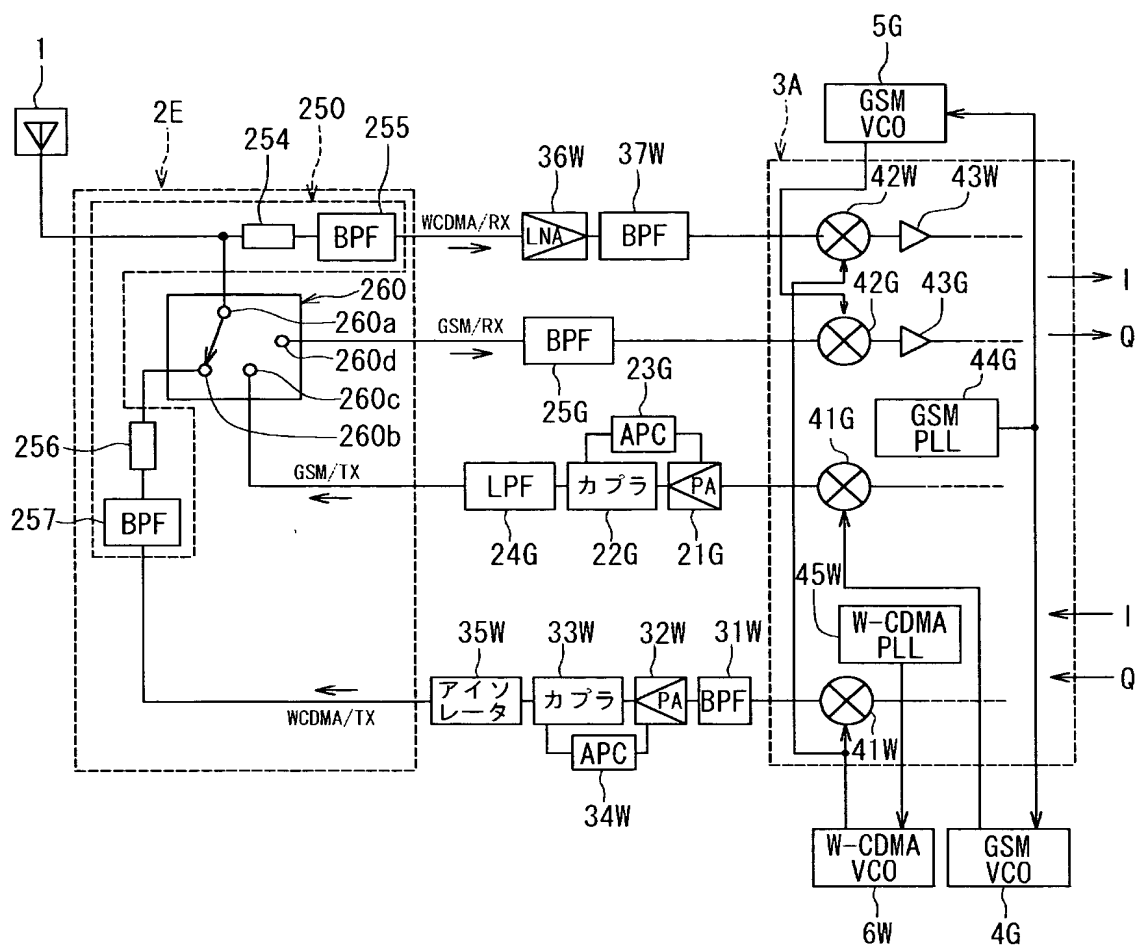 1
2E
250
254
255
BPF
WCDMA/RX
36W
LNA
37W
BPF
3A
5G
GSM
VCO
42W
43W
I
Q
260
260a
260d
260c
260b
GSM/RX
BPF
25G
42G
43G
44G
GSM
PLL
256
257
BPF
GSM/TX
LPF
24G
カプラ
22G
23G
APC
PA
21G
41G
45W
W-CDMA
PLL
I
Q
WCDMA/TX
35W
アイソ
レータ
33W
カプラ
32W
PA
31W
BPF
APC
34W
41W
W-CDMA
VCO
6W
GSM
VCO
4G